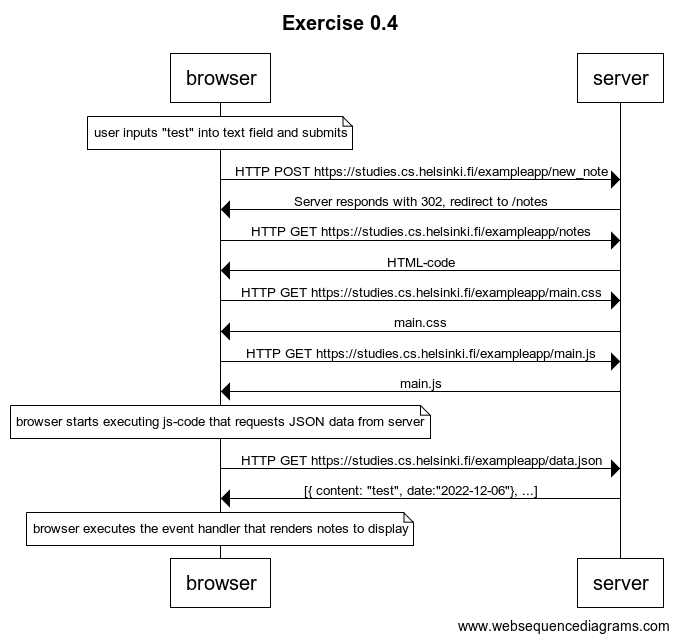 Exercise 0.4
browser server
user inputs "test" into text field and submits
HTTP POST https://studies.cs.helsinki.fi/exampleapp/new_note
Server responds with 302, redirect to /notes
HTTP GET https://studies.cs.helsinki.fi/exampleapp/notes
HTML-code
HTTP GET https://studies.cs.helsinki.fi/exampleapp/main.css
main.css
HTTP GET https://studies.cs.helsinki.fi/exampleapp/main.js
main.js
browser starts executing js-code that requests JSON data from server
HTTP GET https://studies.cs.helsinki.fi/exampleapp/data.json
[{ content: "test", date:"2022-12-06"}, ...]
browser executes the event handler that renders notes to display
browser server
www.websequencediagrams.com